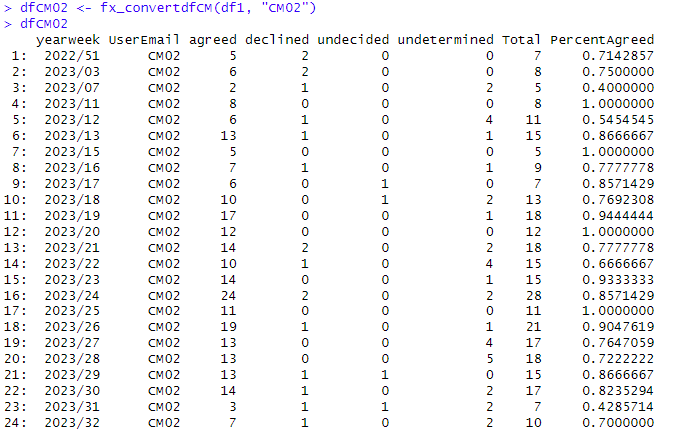 > dfCM02 <- fx_convertdfCM(df1, "CM02")
> dfCM02
yearweek UserEmail agreed declined undecided undetermined Total PercentAgreed
1: 2022/51 CM02 5 2 0 0 7 0.7142857
2: 2023/03 CM02 6 2 0 0 8 0.7500000
3: 2023/07 CM02 2 1 0 2 5 0.4000000
4: 2023/11 CM02 8 0 0 0 8 1.0000000
5: 2023/12 CM02 6 1 0 4 11 0.5454545
6: 2023/13 CM02 13 1 0 1 15 0.8666667
7: 2023/15 CM02 5 0 0 0 5 1.0000000
8: 2023/16 CM02 7 1 0 1 9 0.7777778
9: 2023/17 CM02 6 0 1 0 7 0.8571429
10: 2023/18 CM02 10 0 1 2 13 0.7692308
11: 2023/19 CM02 17 0 0 1 18 0.9444444
12: 2023/20 CM02 12 0 0 0 12 1.0000000
13: 2023/21 CM02 14 2 0 2 18 0.7777778
14: 2023/22 CM02 10 1 0 4 15 0.6666667
15: 2023/23 CM02 14 0 0 1 15 0.9333333
16: 2023/24 CM02 24 2 0 2 28 0.8571429
17: 2023/25 CM02 11 0 0 0 11 1.0000000
18: 2023/26 CM02 19 1 0 1 21 0.9047619
19: 2023/27 CM02 13 0 0 4 17 0.7647059
20: 2023/28 CM02 13 0 0 5 18 0.7222222
21: 2023/29 CM02 13 1 1 0 15 0.8666667
22: 2023/30 CM02 14 1 0 2 17 0.8235294
23: 2023/31 CM02 3 1 1 2 7 0.4285714
24: 2023/32 CM02 7 1 0 2 10 0.7000000